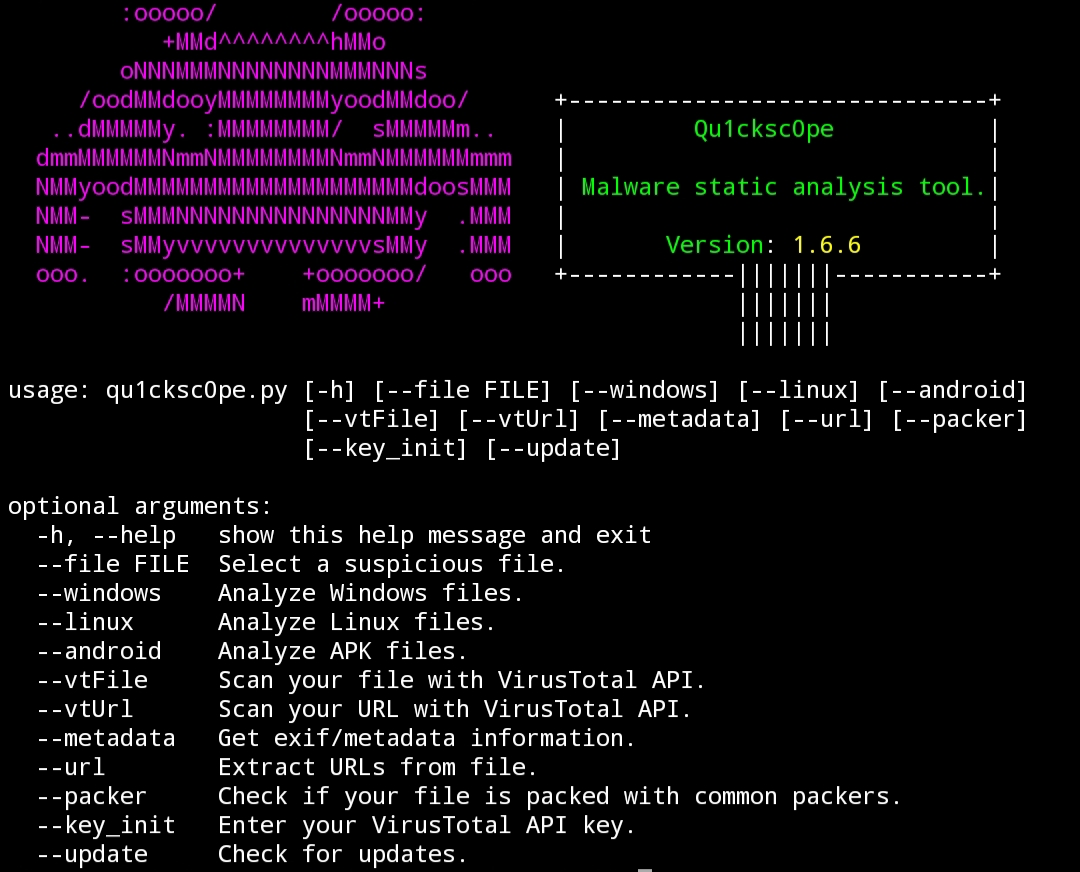 :ooooo/        /ooooo:
+MMd^^^^^^^^hMMo
oNNNMMMNNNNNNNNMMMNNNs
/oodMMdooyMMMMMMMMyoodMMdoo/
+------------------------------+
..dMMMMMy. :MMMMMMMM/  sMMMMMm..
| Qu1cksc0pe |
dmmMMMMMMNmmNMMMMMMMMNmmNMMMMMMmmm
| |
NMMyoodMMMMMMMMMMMMMMMMMMMMdoosMMM
| Malware static analysis tool.|
NMM-  sMMMNNNNNNNNNNNNNNNMMy  .MMM
| |
NMM-  sMMyvvvvvvvvvvvvvvsMMy  .MMM
| Version: 1.6.6 |
ooo.  :ooooooo+    +ooooooo/   ooo
+------------|||||||-----------+
/MMMMN    mMMMM+
|||||||
|||||||
usage: qu1cksc0pe.py [-h] [--file FILE] [--windows] [--linux] [--android]
[--vtFile] [--vtUrl] [--metadata] [--url] [--packer]
[--key_init] [--update]
optional arguments:
-h, --help   show this help message and exit
--file FILE  Select a suspicious file.
--windows    Analyze Windows files.
--linux      Analyze Linux files.
--android    Analyze APK files.
--vtFile     Scan your file with VirusTotal API.
--vtUrl      Scan your URL with VirusTotal API.
--metadata   Get exif/metadata information.
--url        Extract URLs from file.
--packer     Check if your file is packed with common packers.
--key_init   Enter your VirusTotal API key.
--update     Check for updates.